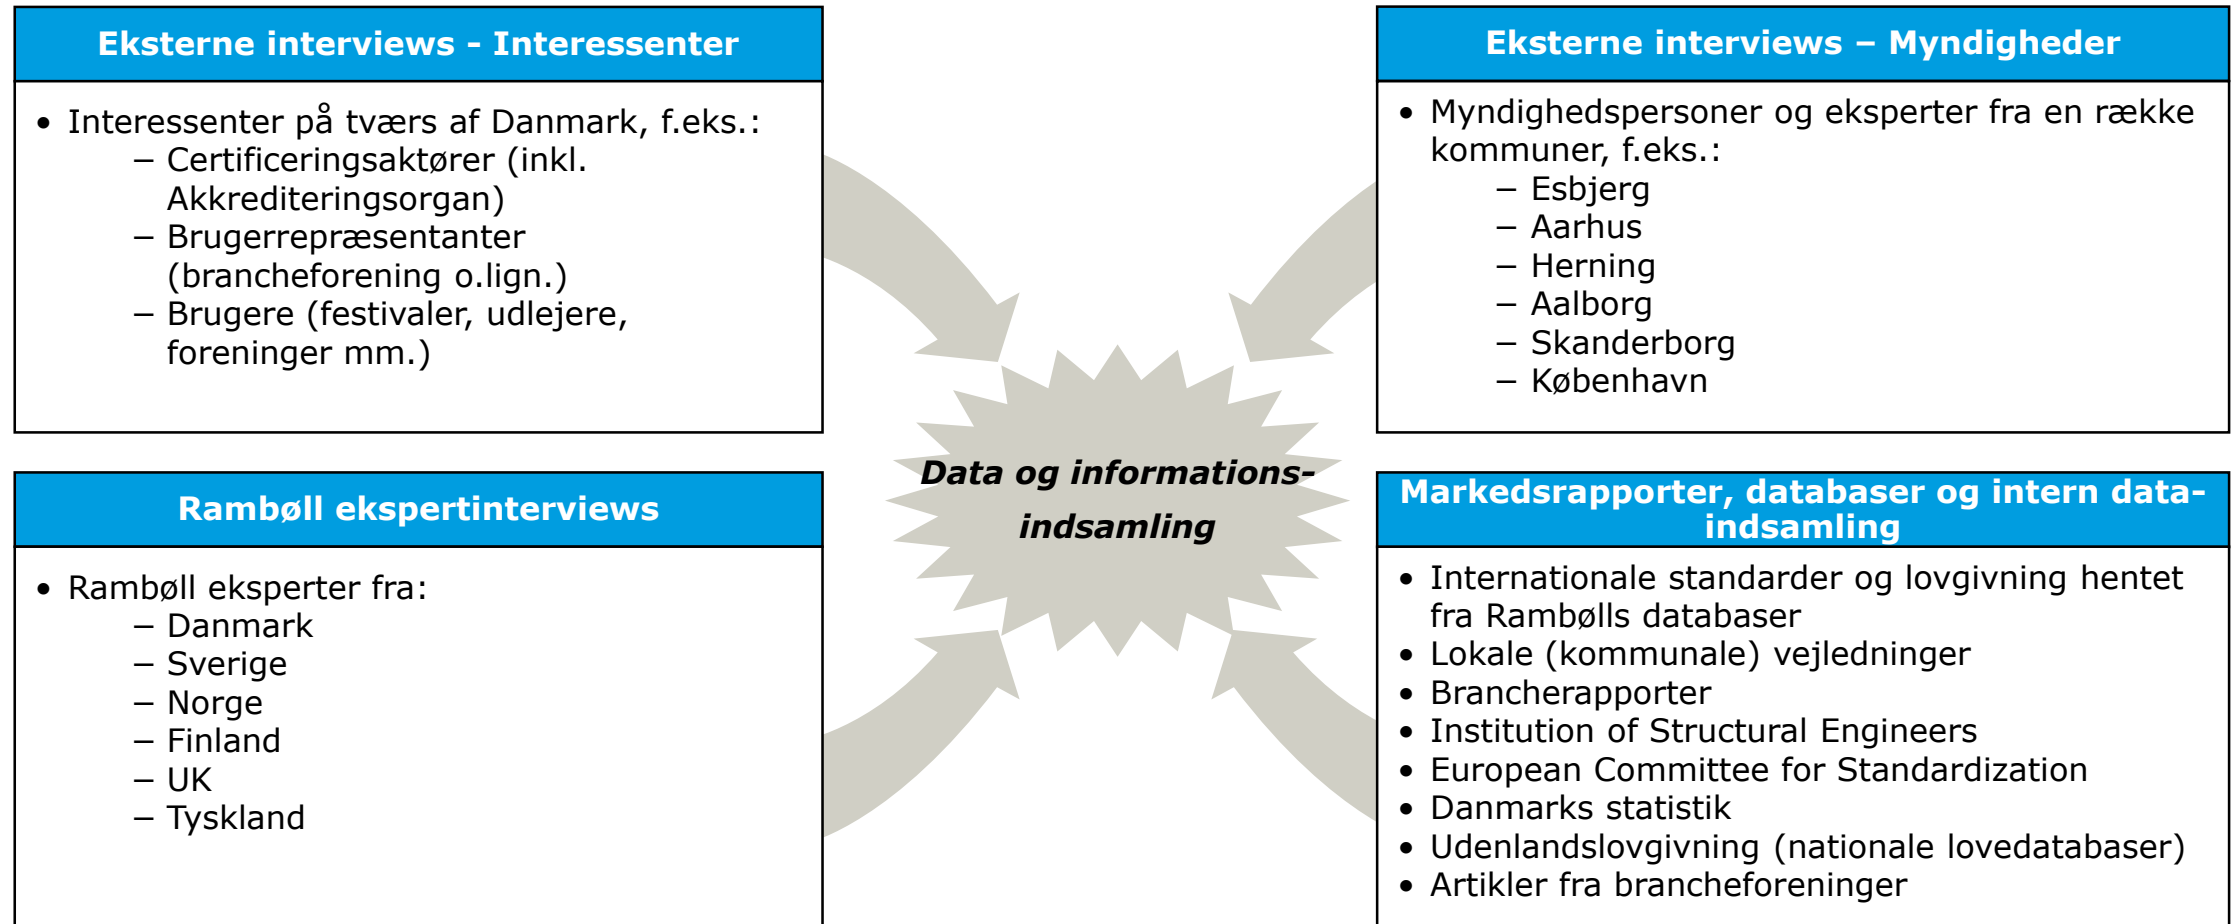 Eksterne interviews - Interessenter
• Interessenter på tværs af Danmark, f.eks.:
– Certificeringsaktører (inkl.
Akkrediteringsorgan)
– Brugerrepræsentanter
(brancheforening o.lign.)
– Brugere (festivaler, udlejere,
foreninger mm.)
Eksterne interviews – Myndigheder
• Myndighedspersoner og eksperter fra en række
kommuner, f.eks.:
– Esbjerg
– Aarhus
– Herning
– Aalborg
– Skanderborg
– København
Data og informations-
indsamling
Rambøll ekspertinterviews
• Rambøll eksperter fra:
– Danmark
– Sverige
– Norge
– Finland
– UK
– Tyskland
Markedsrapporter, databaser og intern data-
indsamling
• Internationale standarder og lovgivning hentet
fra Rambølls databaser
• Lokale (kommunale) vejledninger
• Brancherapporter
• Institution of Structural Engineers
• European Committee for Standardization
• Danmarks statistik
• Udenlandslovgivning (nationale lovedatabaser)
• Artikler fra brancheforeninger